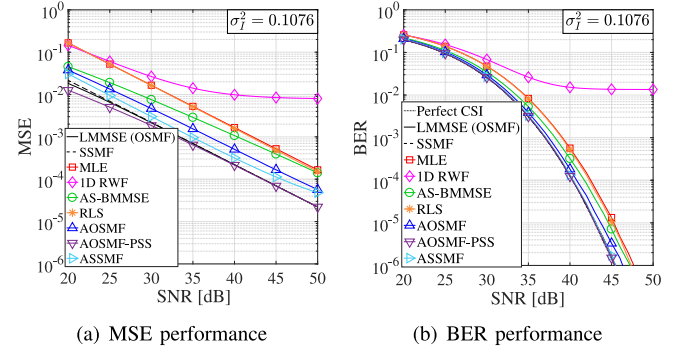 σ_I^2 = 0.1076
10^0
10^-1
10^-2
10^-3
10^-4
10^-5
10^-6
MSE
LMMSE (OSMF)
SSMF
MLE
1D RWF
AS-BMMSE
RLS
AOSMF
AOSMF-PSS
ASSMF
20 25 30 35 40 45 50
SNR [dB]
(a) MSE performance
σ_I^2 = 0.1076
10^0
10^-1
10^-2
10^-3
10^-4
10^-5
10^-6
BER
Perfect CSI
LMMSE (OSMF)
SSMF
MLE
1D RWF
AS-BMMSE
RLS
AOSMF
AOSMF-PSS
ASSMF
20 25 30 35 40 45 50
SNR [dB]
(b) BER performance